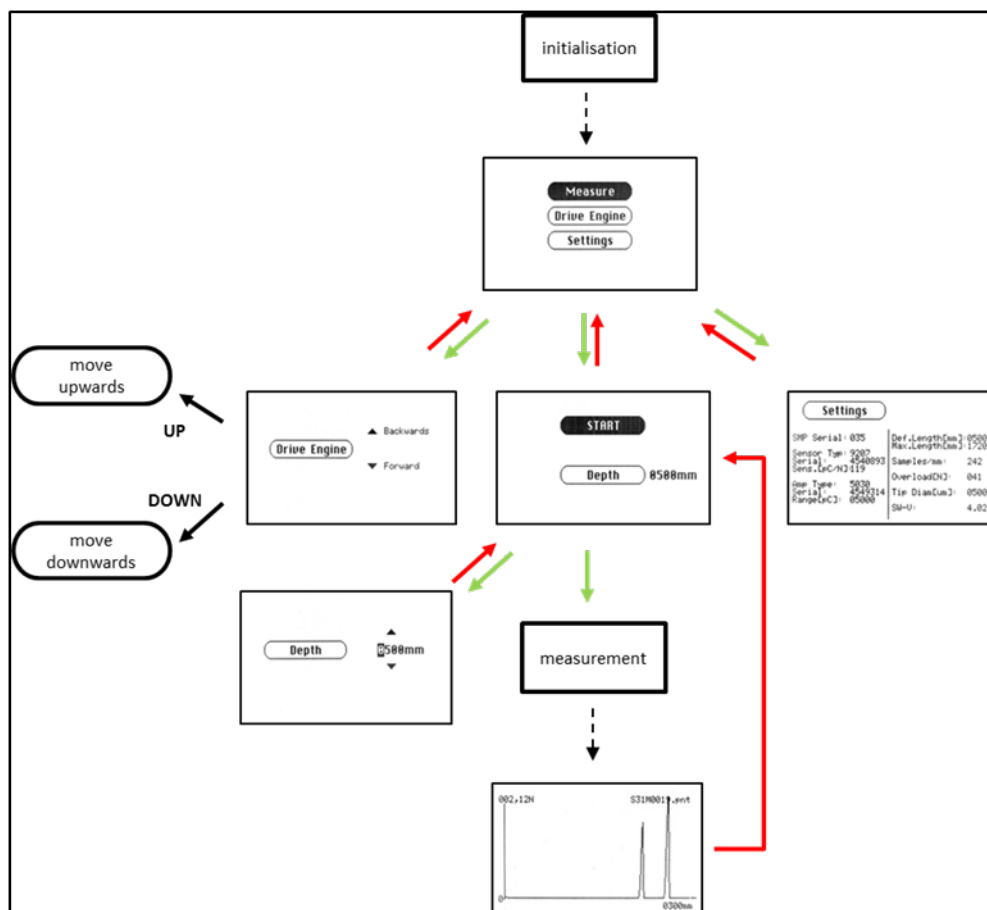 initialisation
Measure
Drive Engine
Settings
move
upwards
UP
DOWN
move
downwards
Drive Engine
▲ Backwards
▼ Forward
START
Depth 0500mm
Settings
SMP Serial: 035
Sensor Typ: 9207
Serial: 4540893
Sens.[pC/N]:119
Amp Type: 5030
Serial: 4549314
Range[pC]: 05000
Def.Length[mm]:0500
Max.Length[mm]:1720
Samples/mm: 242
Overload[N]: 041
Tip Diam[um]: 0500
SW-V: 4.02
Depth 0500mm
measurement
002,12N S31M0019.pnt
0
0300mm